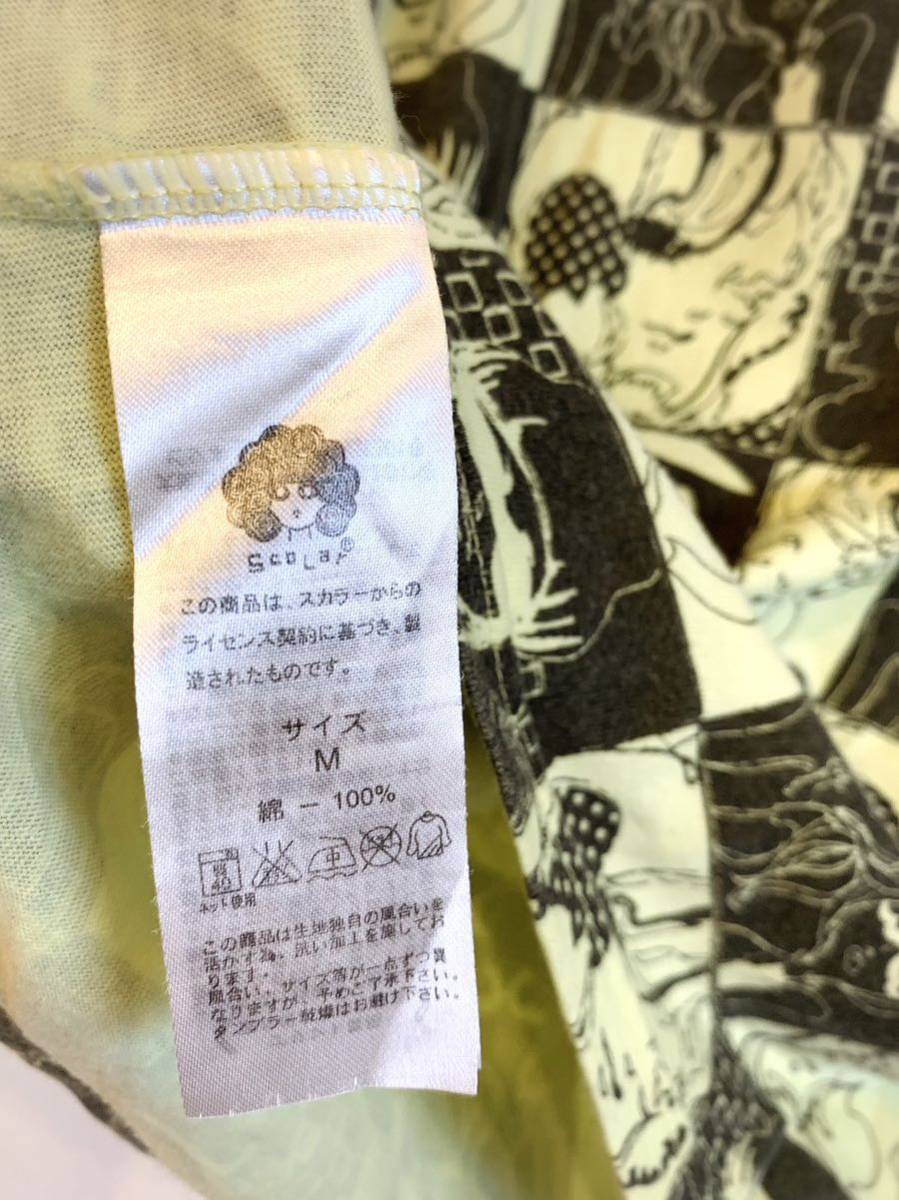 ScoLar®
この商品は、スカラーからの
ライセンス契約に基づき、製
造されたものです。
サイズ
M
綿 - 100%
40 中
ネット使用
この商品は生地独自の風合いを
活かす為、洗い加工を施してお
ります。
風合い、サイズ等が一点ずつ異
なりますが、予めご了承下さい。
タンブラー乾燥はお避け下さい。